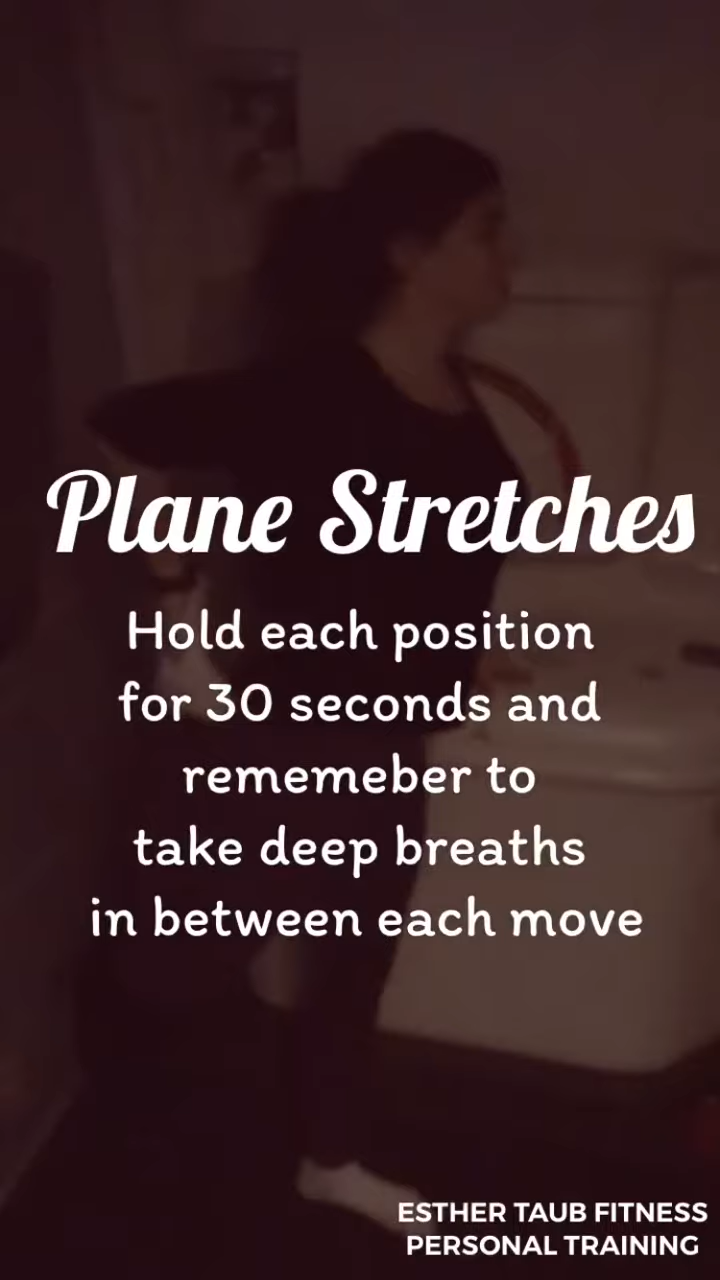 Plane Stretches
Hold each position
for 30 seconds and
rememeber to
take deep breaths
in between each move
ESTHER TAUB FITNESS
PERSONAL TRAINING